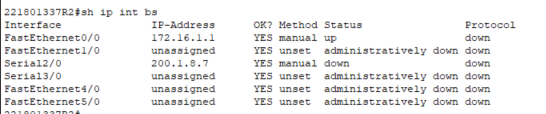 221801337R2#sh ip int bs
Interface IP-Address OK? Method Status Protocol
FastEthernet0/0 172.16.1.1 YES manual up down
FastEthernet1/0 unassigned YES unset administratively down down
Serial2/0 200.1.8.7 YES manual down down
Serial3/0 unassigned YES unset administratively down down
FastEthernet4/0 unassigned YES unset administratively down down
FastEthernet5/0 unassigned YES unset administratively down down
221801337R2#